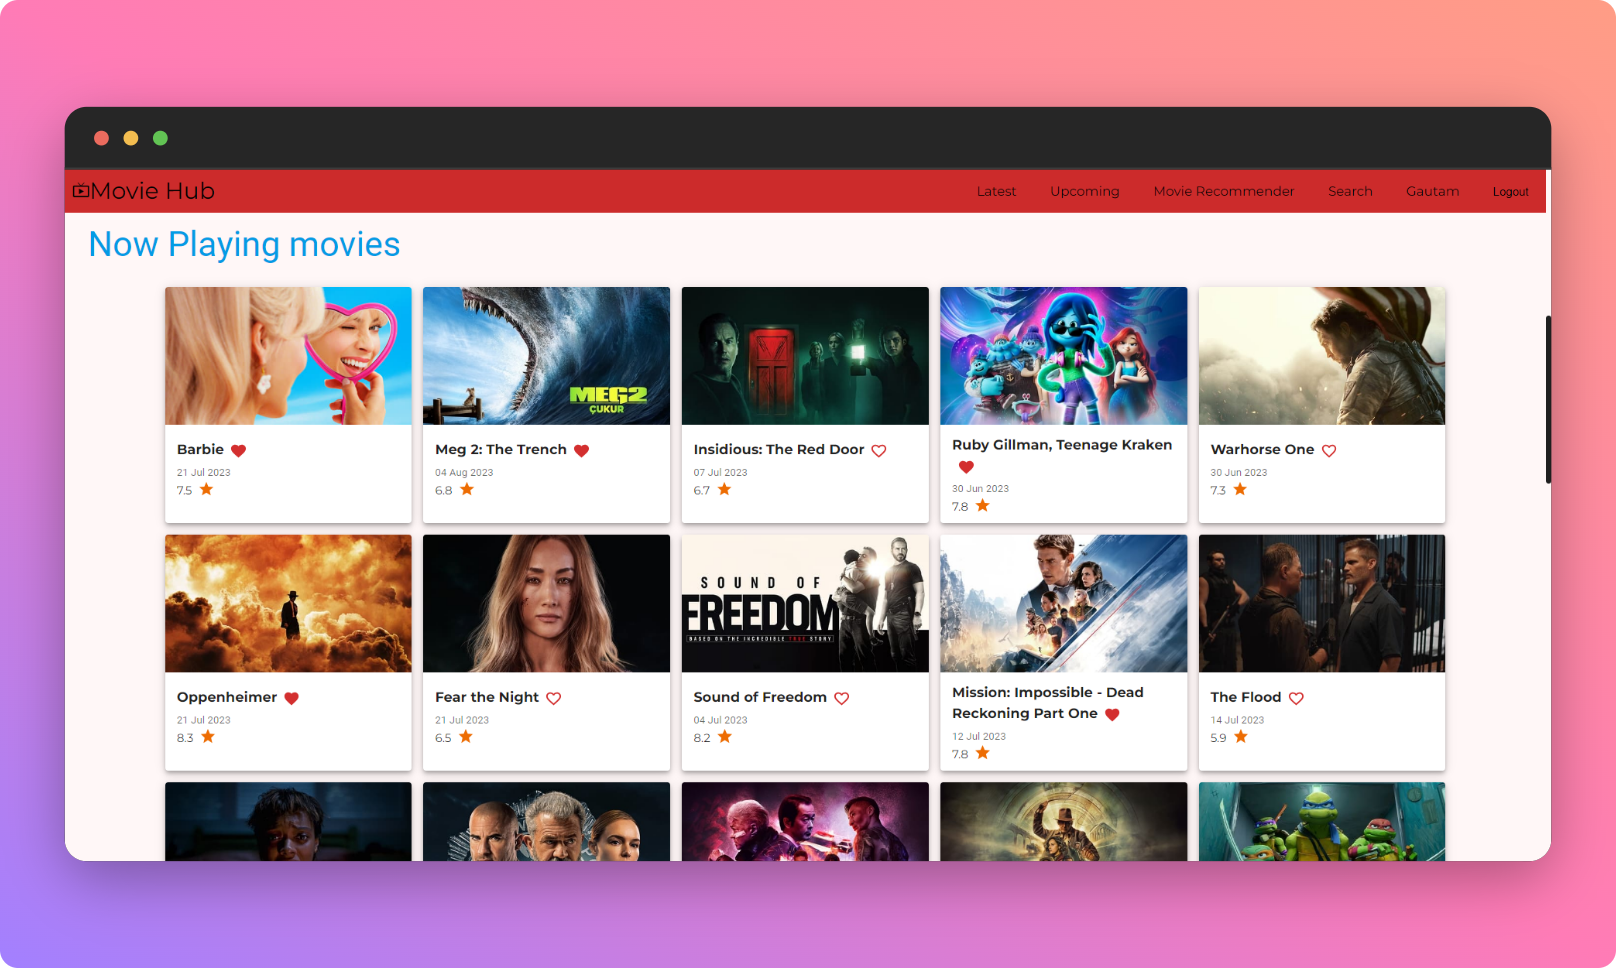 Movie Hub
Latest Upcoming Movie Recommender Search Gautam Logout
Now Playing movies
MEG2
ÇUKUR
Barbie
21 Jul 2023
7.5
Meg 2: The Trench
04 Aug 2023
6.8
Insidious: The Red Door
07 Jul 2023
6.7
Ruby Gillman, Teenage Kraken
30 Jun 2023
7.8
Warhorse One
30 Jun 2023
7.3
SOUND OF
FREEDOM
BASED ON THE INCREDIBLE TRUE STORY
Oppenheimer
21 Jul 2023
8.3
Fear the Night
21 Jul 2023
6.5
Sound of Freedom
04 Jul 2023
8.2
Mission: Impossible - Dead
Reckoning Part One
12 Jul 2023
7.8
The Flood
14 Jul 2023
5.9